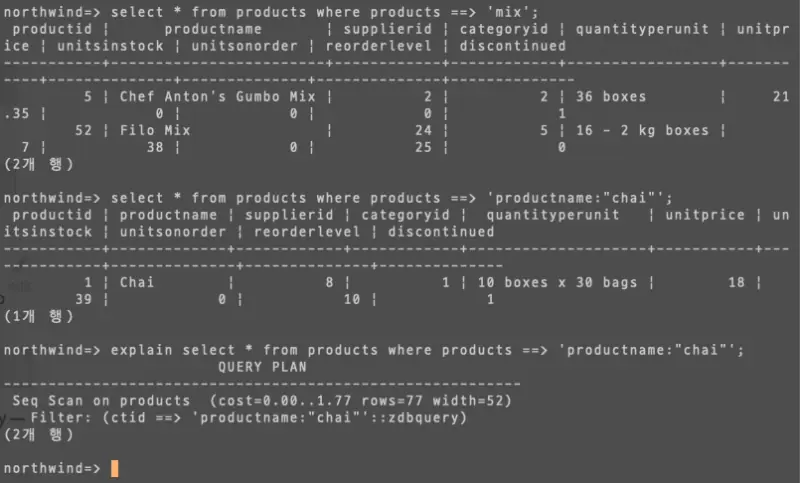 northwind=> select * from products where products ==> 'mix';
 productid ¦      productname       ¦ supplierid ¦ categoryid ¦ quantityperunit ¦ unitpr
ice ¦ unitsinstock ¦ unitsonorder ¦ reorderlevel ¦ discontinued
-----------+------------------------+------------+------------+-----------------+-------
----+--------------+--------------+--------------+--------------
         5 ¦ Chef Anton's Gumbo Mix ¦          2 ¦          2 ¦ 36 boxes        ¦     21
.35 ¦            0 ¦            0 ¦            0 ¦            1
        52 ¦ Filo Mix               ¦         24 ¦          5 ¦ 16 - 2 kg boxes ¦
  7 ¦           38 ¦            0 ¦           25 ¦            0
(2개 행)

northwind=> select * from products where products ==> 'productname:"chai"';
 productid ¦ productname ¦ supplierid ¦ categoryid ¦   quantityperunit   ¦ unitprice ¦ un
itsinstock ¦ unitsonorder ¦ reorderlevel ¦ discontinued
-----------+-------------+------------+------------+---------------------+-----------+---
-----------+--------------+--------------+--------------
         1 ¦ Chai        ¦          8 ¦          1 ¦ 10 boxes x 30 bags ¦        18 ¦
        39 ¦            0 ¦           10 ¦            1
(1개 행)

northwind=> explain select * from products where products ==> 'productname:"chai"';
                         QUERY PLAN
------------------------------------------------------------
 Seq Scan on products  (cost=0.00..1.77 rows=77 width=52)
   Filter: (ctid ==> 'productname:"chai"'::zdbquery)
(2개 행)

northwind=>